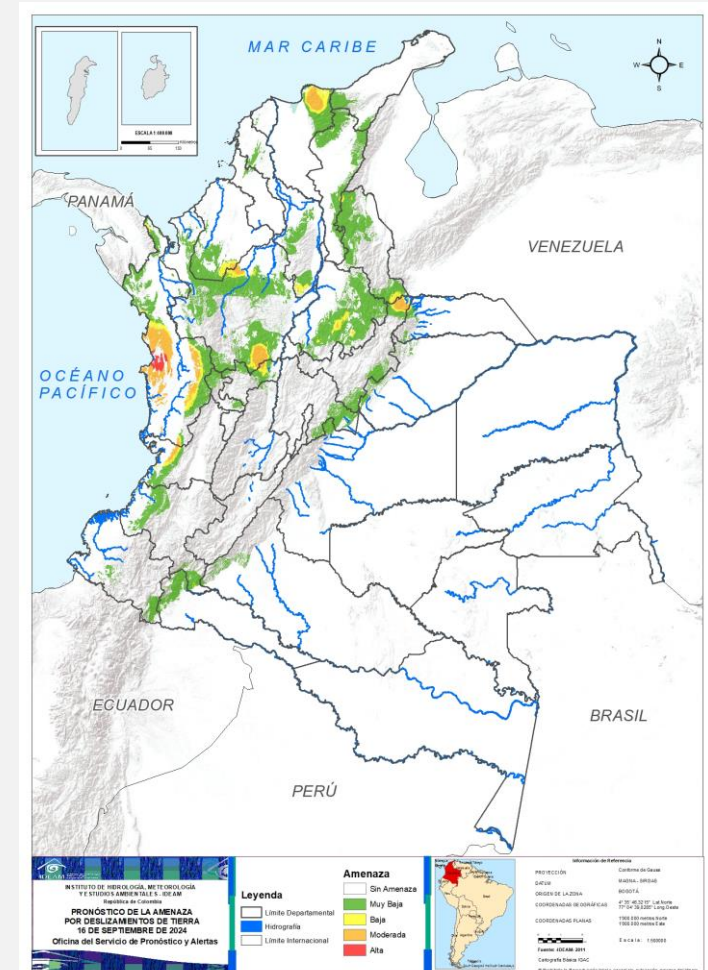 MAR CARIBE
N
W
E
S
PANAMÁ
VENEZUELA
OCÉANO
PACÍFICO
ECUADOR
BRASIL
PERÚ
IDEAM
INSTITUTO DE HIDROLOGÍA, METEOROLOGÍA
Y ESTUDIOS AMBIENTALES - IDEAM
República de Colombia
PRONÓSTICO DE LA AMENAZA
POR DESLIZAMIENTOS DE TIERRA
16 DE SEPTIEMBRE DE 2024
Oficina del Servicio de Pronóstico y Alertas
Leyenda
Límite Departamental
Hidrografía
Límite Internacional
Amenaza
Sin Amenaza
Muy Baja
Baja
Moderada
Alta
Información de Referencia
PROYECCIÓN
Conforme de Gauss
DATUM
ORIGEN DE LA ZONA
BOGOTÁ
COORDENADAS GEOGRÁFICAS
COORDENADAS PLANAS
Fuente: IDEAM, 2011
Cartografía Básica IGAC